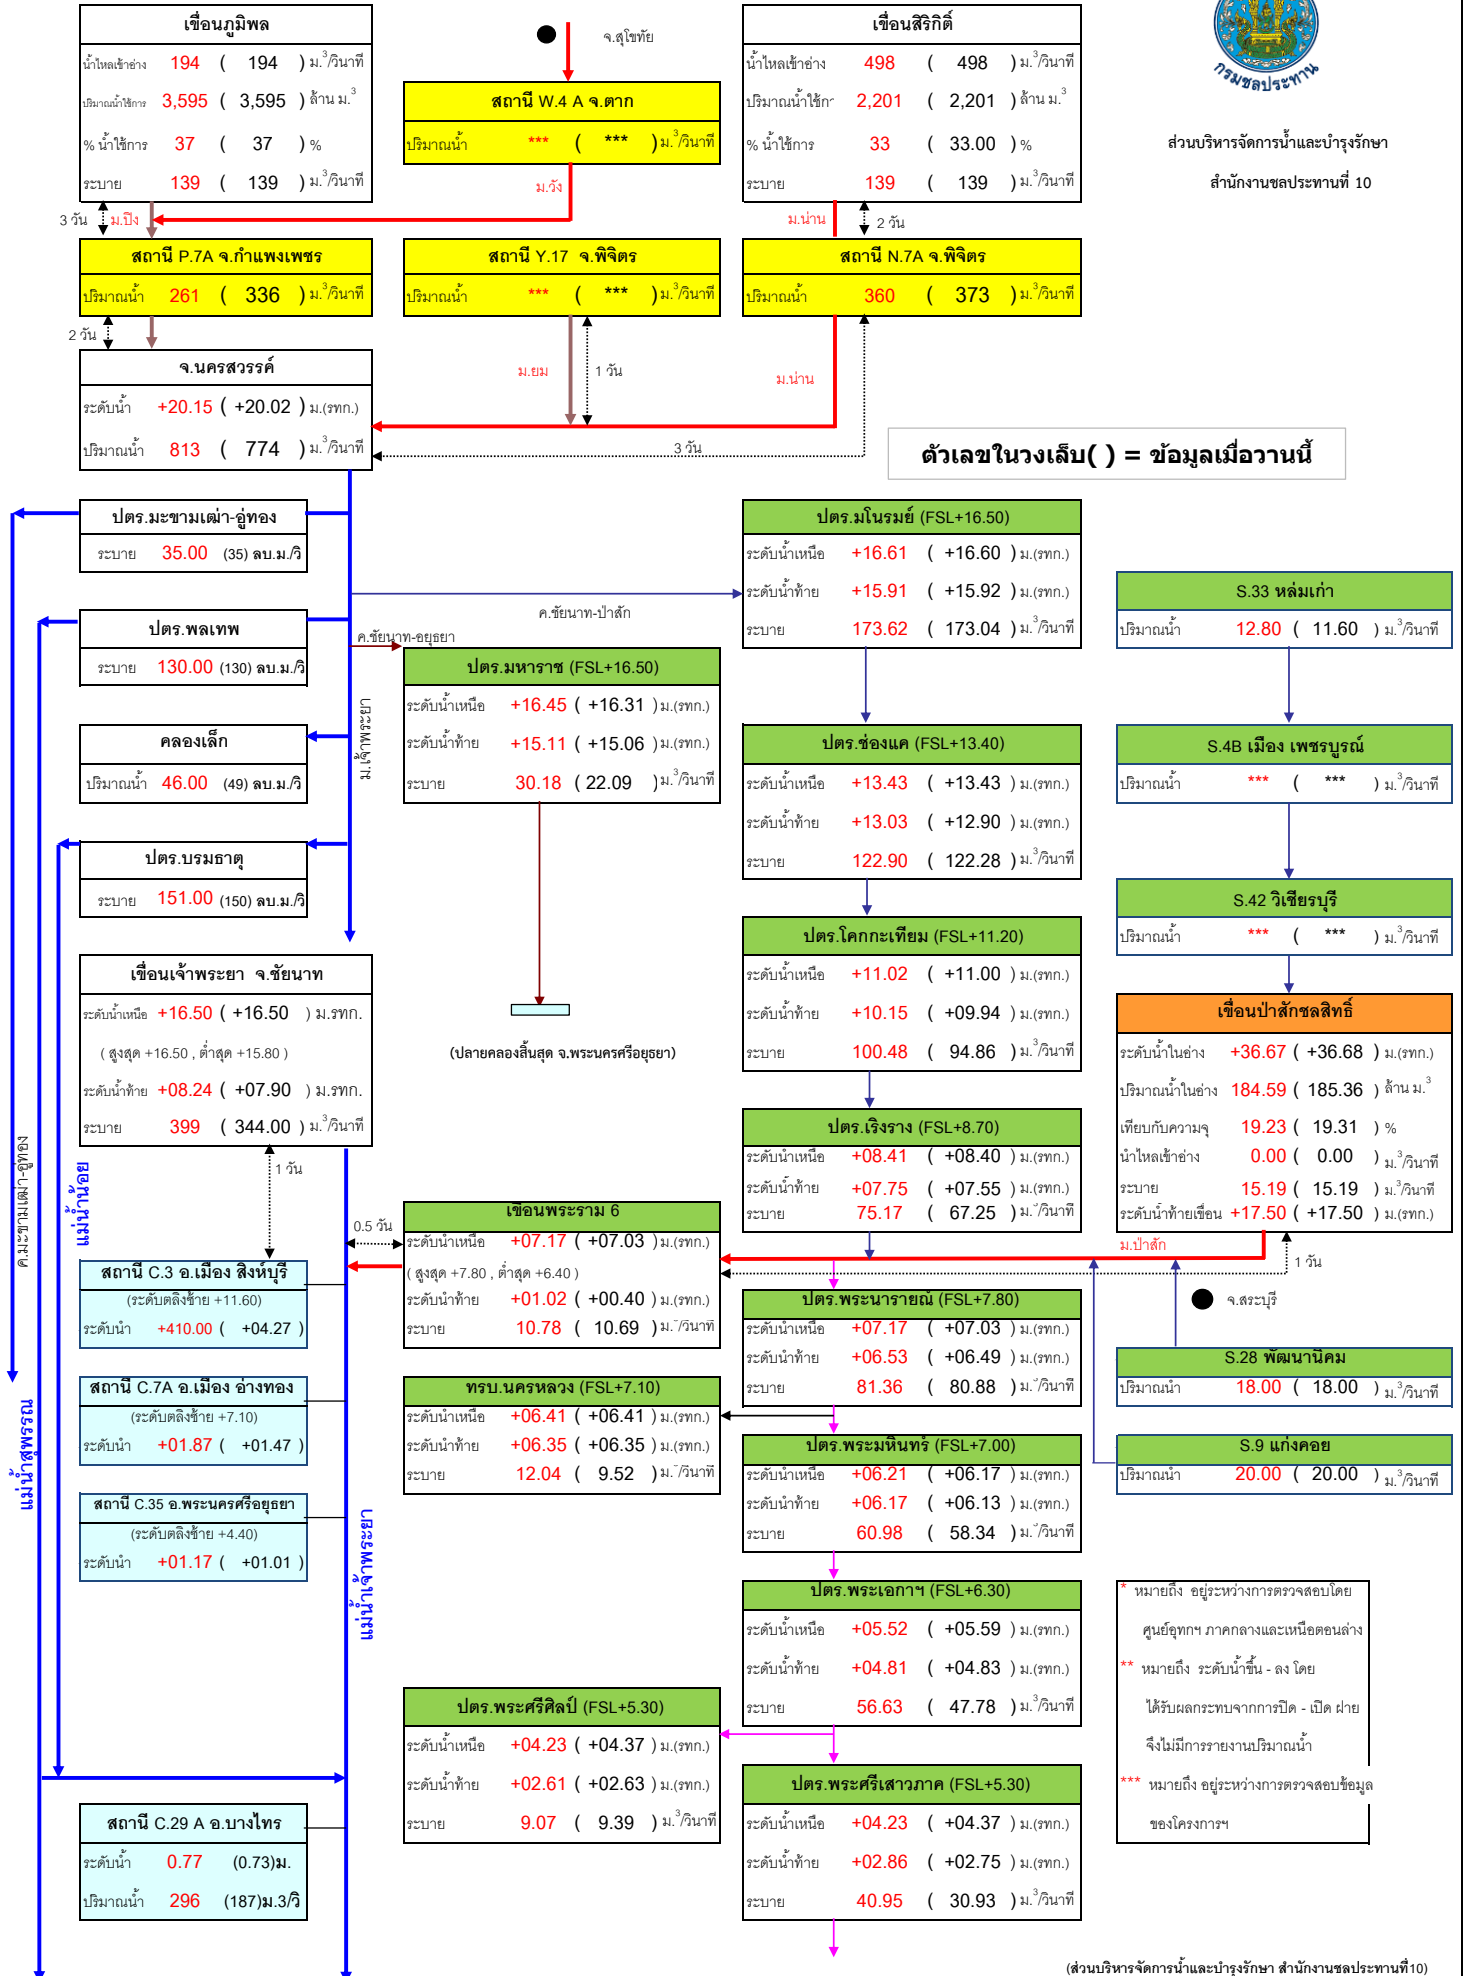 เขื่อนภูมิพล
น้ำไหลเข้าอ่าง 194 ( 194 ) ม.³/วินาที
ปริมาณน้ำใช้การ 3,595 ( 3,595 ) ล้าน ม.³
% น้ำใช้การ 37 ( 37 ) %
ระบาย 139 ( 139 ) ม.³/วินาที
จ.สุโขทัย
สถานี W.4 A จ.ตาก
ปริมาณน้ำ *** ( *** ) ม.³/วินาที
ม.วัง
เขื่อนสิริกิติ์
น้ำไหลเข้าอ่าง 498 ( 498 ) ม.³/วินาที
ปริมาณน้ำใช้ก 2,201 ( 2,201 ) ล้าน ม.³
% น้ำใช้การ 33 ( 33.00 ) %
ระบาย 139 ( 139 ) ม.³/วินาที
กรมชลประทาน
ส่วนบริหารจัดการน้ำและบำรุงรักษา
สำนักงานชลประทานที่ 10
3 วัน ม.ปิง
ม.น่าน 2 วัน
สถานี P.7A จ.กำแพงเพชร
ปริมาณน้ำ 261 ( 336 ) ม.³/วินาที
สถานี Y.17 จ.พิจิตร
ปริมาณน้ำ *** ( *** ) ม.³/วินาที
สถานี N.7A จ.พิจิตร
ปริมาณน้ำ 360 ( 373 ) ม.³/วินาที
2 วัน
ม.ยม 1 วัน
ม.น่าน
3 วัน
จ.นครสวรรค์
ระดับน้ำ +20.15 ( +20.02 ) ม.(รทก.)
ปริมาณน้ำ 813 ( 774 ) ม.³/วินาที
ตัวเลขในวงเล็บ( ) = ข้อมูลเมื่อวานนี้
ปตร.มะขามเฒ่า-อู่ทอง
ระบาย 35.00 (35) ลบ.ม./วิ
ปตร.พลเทพ
ระบาย 130.00 (130) ลบ.ม./วิ
คลองเล็ก
ปริมาณน้ำ 46.00 (49) ลบ.ม./วิ
ปตร.บรมธาตุ
ระบาย 151.00 (150) ลบ.ม./วิ
ม.เจ้าพระยา
ค.ชัยนาท-ป่าสัก
ค.ชัยนาท-อยุธยา
ปตร.มหาราช (FSL+16.50)
ระดับน้ำเหนือ +16.45 ( +16.31 ) ม.(รทก.)
ระดับน้ำท้าย +15.11 ( +15.06 ) ม.(รทก.)
ระบาย 30.18 ( 22.09 ) ม.³/วินาที
(ปลายคลองสิ้นสุด จ.พระนครศรีอยุธยา)
ปตร.มโนรมย์ (FSL+16.50)
ระดับน้ำเหนือ +16.61 ( +16.60 ) ม.(รทก.)
ระดับน้ำท้าย +15.91 ( +15.92 ) ม.(รทก.)
ระบาย 173.62 ( 173.04 ) ม.³/วินาที
ปตร.ช่องแค (FSL+13.40)
ระดับน้ำเหนือ +13.43 ( +13.43 ) ม.(รทก.)
ระดับน้ำท้าย +13.03 ( +12.90 ) ม.(รทก.)
ระบาย 122.90 ( 122.28 ) ม.³/วินาที
ปตร.โคกกะเทียม (FSL+11.20)
ระดับน้ำเหนือ +11.02 ( +11.00 ) ม.(รทก.)
ระดับน้ำท้าย +10.15 ( +09.94 ) ม.(รทก.)
ระบาย 100.48 ( 94.86 ) ม.³/วินาที
ปตร.เริงราง (FSL+8.70)
ระดับน้ำเหนือ +08.41 ( +08.40 ) ม.(รทก.)
ระดับน้ำท้าย +07.75 ( +07.55 ) ม.(รทก.)
ระบาย 75.17 ( 67.25 ) ม.³/วินาที
S.33 หล่มเก่า
ปริมาณน้ำ 12.80 ( 11.60 ) ม.³/วินาที
S.4B เมือง เพชรบูรณ์
ปริมาณน้ำ *** ( *** ) ม.³/วินาที
S.42 วิเชียรบุรี
ปริมาณน้ำ *** ( *** ) ม.³/วินาที
เขื่อนป่าสักชลสิทธิ์
ระดับน้ำในอ่าง +36.67 ( +36.68 ) ม.(รทก.)
ปริมาณน้ำในอ่าง 184.59 ( 185.36 ) ล้าน ม.³
เทียบกับความจุ 19.23 ( 19.31 ) %
น้ำไหลเข้าอ่าง 0.00 ( 0.00 ) ม.³/วินาที
ระบาย 15.19 ( 15.19 ) ม.³/วินาที
ระดับน้ำท้ายเขื่อน +17.50 ( +17.50 ) ม.(รทก.)
ม.ป่าสัก
1 วัน
จ.สระบุรี
เขื่อนเจ้าพระยา จ.ชัยนาท
ระดับน้ำเหนือ +16.50 ( +16.50 ) ม.รทก.
( สูงสุด +16.50 , ต่ำสุด +15.80 )
ระดับน้ำท้าย +08.24 ( +07.90 ) ม.รทก.
ระบาย 399 ( 344.00 ) ม.³/วินาที
1 วัน
0.5 วัน
ค.มะขามเฒ่า-อู่ทอง
แม่น้ำน้อย
แม่น้ำสุพรรณ
แม่น้ำเจ้าพระยา
เขื่อนพระราม 6
ระดับน้ำเหนือ +07.17 ( +07.03 ) ม.(รทก.)
( สูงสุด +7.80 , ต่ำสุด +6.40 )
ระดับน้ำท้าย +01.02 ( +00.40 ) ม.(รทก.)
ระบาย 10.78 ( 10.69 ) ม.³/วินาที
สถานี C.3 อ.เมือง สิงห์บุรี
(ระดับตลิ่งซ้าย +11.60)
ระดับน้ำ +410.00 ( +04.27 )
สถานี C.7A อ.เมือง อ่างทอง
(ระดับตลิ่งซ้าย +7.10)
ระดับน้ำ +01.87 ( +01.47 )
สถานี C.35 อ.พระนครศรีอยุธยา
(ระดับตลิ่งซ้าย +4.40)
ระดับน้ำ +01.17 ( +01.01 )
ทรบ.นครหลวง (FSL+7.10)
ระดับน้ำเหนือ +06.41 ( +06.41 ) ม.(รทก.)
ระดับน้ำท้าย +06.35 ( +06.35 ) ม.(รทก.)
ระบาย 12.04 ( 9.52 ) ม.³/วินาที
ปตร.พระนารายณ์ (FSL+7.80)
ระดับน้ำเหนือ +07.17 ( +07.03 ) ม.(รทก.)
ระดับน้ำท้าย +06.53 ( +06.49 ) ม.(รทก.)
ระบาย 81.36 ( 80.88 ) ม.³/วินาที
ปตร.พระมหินทร์ (FSL+7.00)
ระดับน้ำเหนือ +06.21 ( +06.17 ) ม.(รทก.)
ระดับน้ำท้าย +06.17 ( +06.13 ) ม.(รทก.)
ระบาย 60.98 ( 58.34 ) ม.³/วินาที
S.28 พัฒนานิคม
ปริมาณน้ำ 18.00 ( 18.00 ) ม.³/วินาที
S.9 แก่งคอย
ปริมาณน้ำ 20.00 ( 20.00 ) ม.³/วินาที
ปตร.พระเอกาฯ (FSL+6.30)
ระดับน้ำเหนือ +05.52 ( +05.59 ) ม.(รทก.)
ระดับน้ำท้าย +04.81 ( +04.83 ) ม.(รทก.)
ระบาย 56.63 ( 47.78 ) ม.³/วินาที
ปตร.พระศรีศิลป์ (FSL+5.30)
ระดับน้ำเหนือ +04.23 ( +04.37 ) ม.(รทก.)
ระดับน้ำท้าย +02.61 ( +02.63 ) ม.(รทก.)
ระบาย 9.07 ( 9.39 ) ม.³/วินาที
ปตร.พระศรีเสาวภาค (FSL+5.30)
ระดับน้ำเหนือ +04.23 ( +04.37 ) ม.(รทก.)
ระดับน้ำท้าย +02.86 ( +02.75 ) ม.(รทก.)
ระบาย 40.95 ( 30.93 ) ม.³/วินาที
* หมายถึง อยู่ระหว่างการตรวจสอบโดย
ศูนย์อุทกฯ ภาคกลางและเหนือตอนล่าง
** หมายถึง ระดับน้ำขึ้น - ลง โดย
ได้รับผลกระทบจากการปิด - เปิด ฝาย
จึงไม่มีการรายงานปริมาณน้ำ
*** หมายถึง อยู่ระหว่างการตรวจสอบข้อมูล
ของโครงการฯ
สถานี C.29 A อ.บางไทร
ระดับน้ำ 0.77 (0.73)ม.
ปริมาณน้ำ 296 (187)ม.3/วิ
(ส่วนบริหารจัดการน้ำและบำรุงรักษา สำนักงานชลประทานที่10)